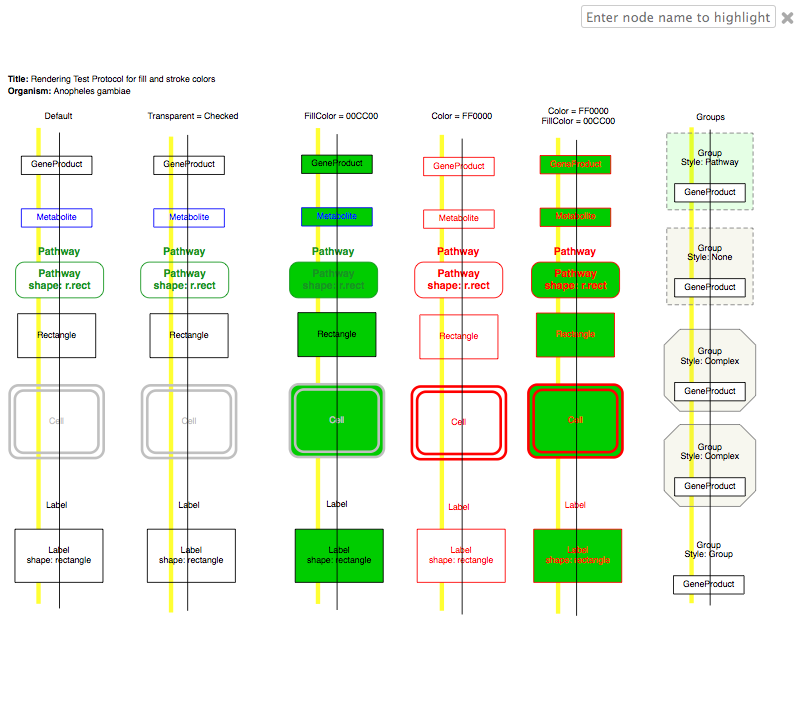 Enter node name to highlight
Title: Rendering Test Protocol for fill and stroke colors
Organism: Anopheles gambiae
Default
GeneProduct
Metabolite
Pathway
Pathway
shape: r.rect
Rectangle
Cell
Label
Label
shape: rectangle
Transparent = Checked
GeneProduct
Metabolite
Pathway
Pathway
shape: r.rect
Rectangle
Cell
Label
Label
shape: rectangle
FillColor = 00CC00
GeneProduct
Metabolite
Pathway
Pathway
shape: r.rect
Rectangle
Cell
Label
Label
shape: rectangle
Color = FF0000
GeneProduct
Metabolite
Pathway
Pathway
shape: r.rect
Rectangle
Cell
Label
Label
shape: rectangle
Color = FF0000
FillColor = 00CC00
GeneProduct
Metabolite
Pathway
Pathway
shape: r.rect
Rectangle
Cell
Label
Label
shape: rectangle
Groups
Group
Style: Pathway
GeneProduct
Group
Style: None
GeneProduct
Group
Style: Complex
GeneProduct
Group
Style: Complex
GeneProduct
Group
Style: Group
GeneProduct